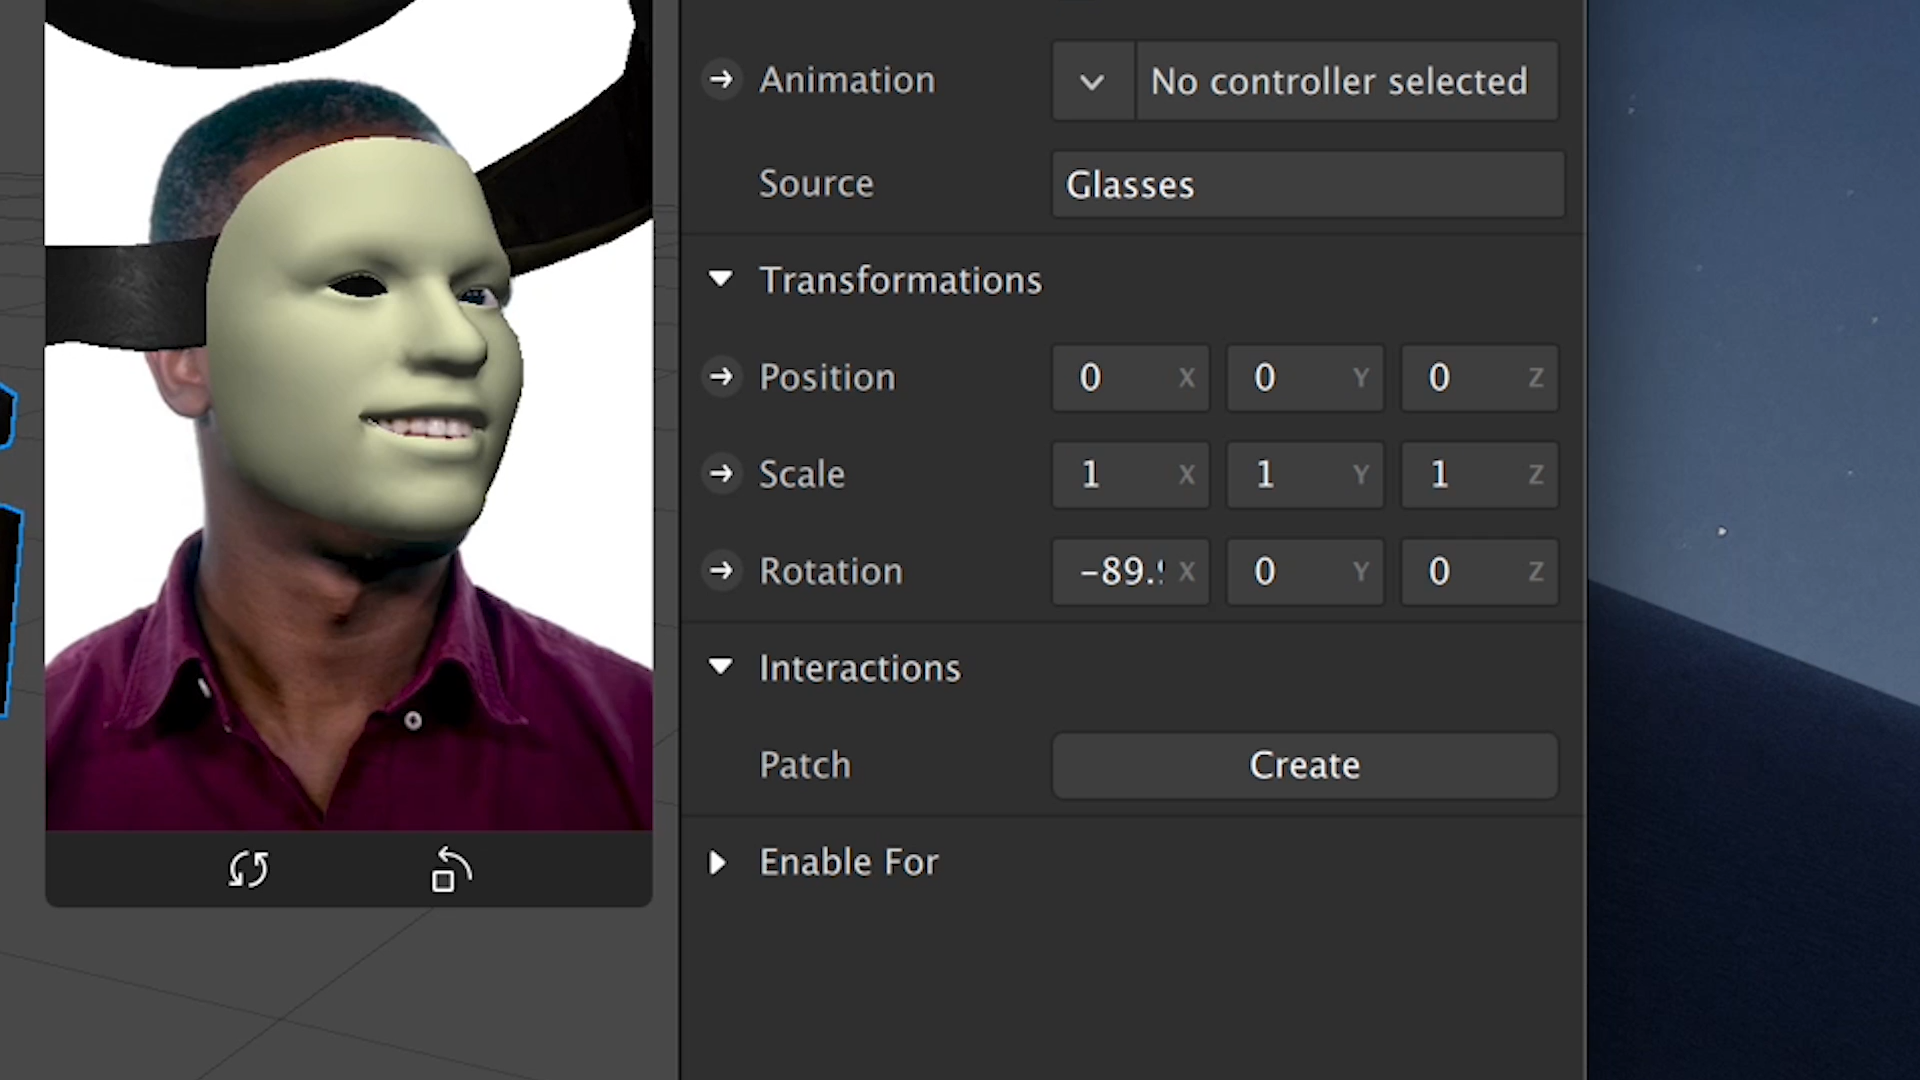 Animation No controller selected
Source Glasses
Transformations
Position 0 X 0 Y 0 Z
Scale 1 X 1 Y 1 Z
Rotation -89. X 0 Y 0 Z
Interactions
Patch Create
Enable For